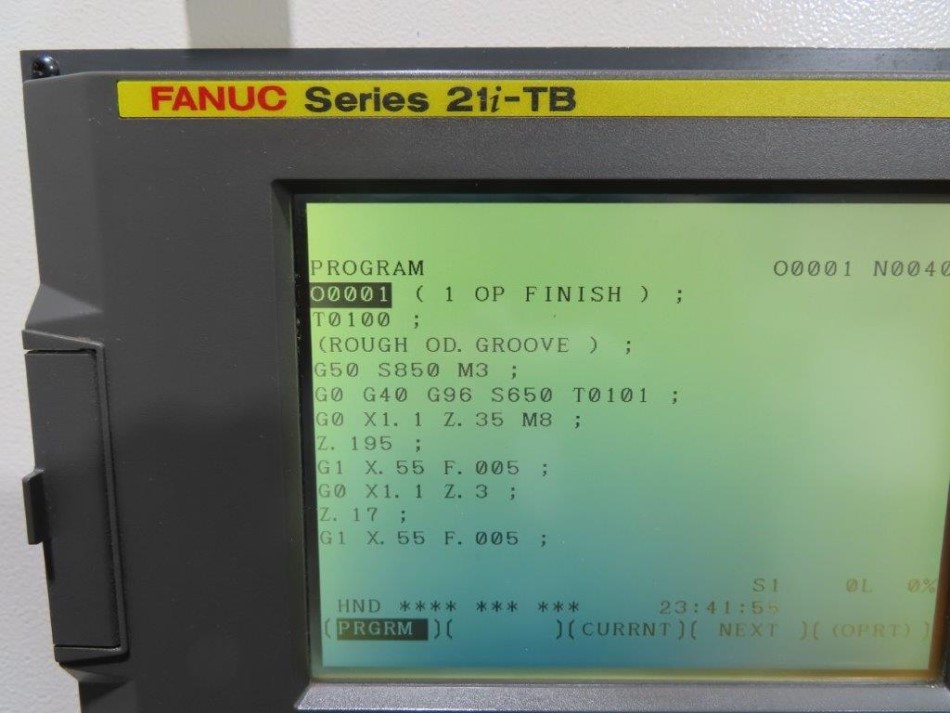 FANUC Series 21i-TB
PROGRAM O0001 N0040
O0001 ( 1 OP FINISH ) ;
T0100 ;
(ROUGH OD. GROOVE ) ;
G50 S850 M3 ;
G0 G40 G96 S650 T0101 ;
G0 X1. 1 Z. 35 M8 ;
Z. 195 ;
G1 X. 55 F. 005 ;
G0 X1. 1 Z. 3 ;
Z. 17 ;
G1 X. 55 F. 005 ;
S1 0L 0%
HND **** *** *** 23:41:55
(PRGRM )( )(CURRNT)( NEXT )( (OPRT) )